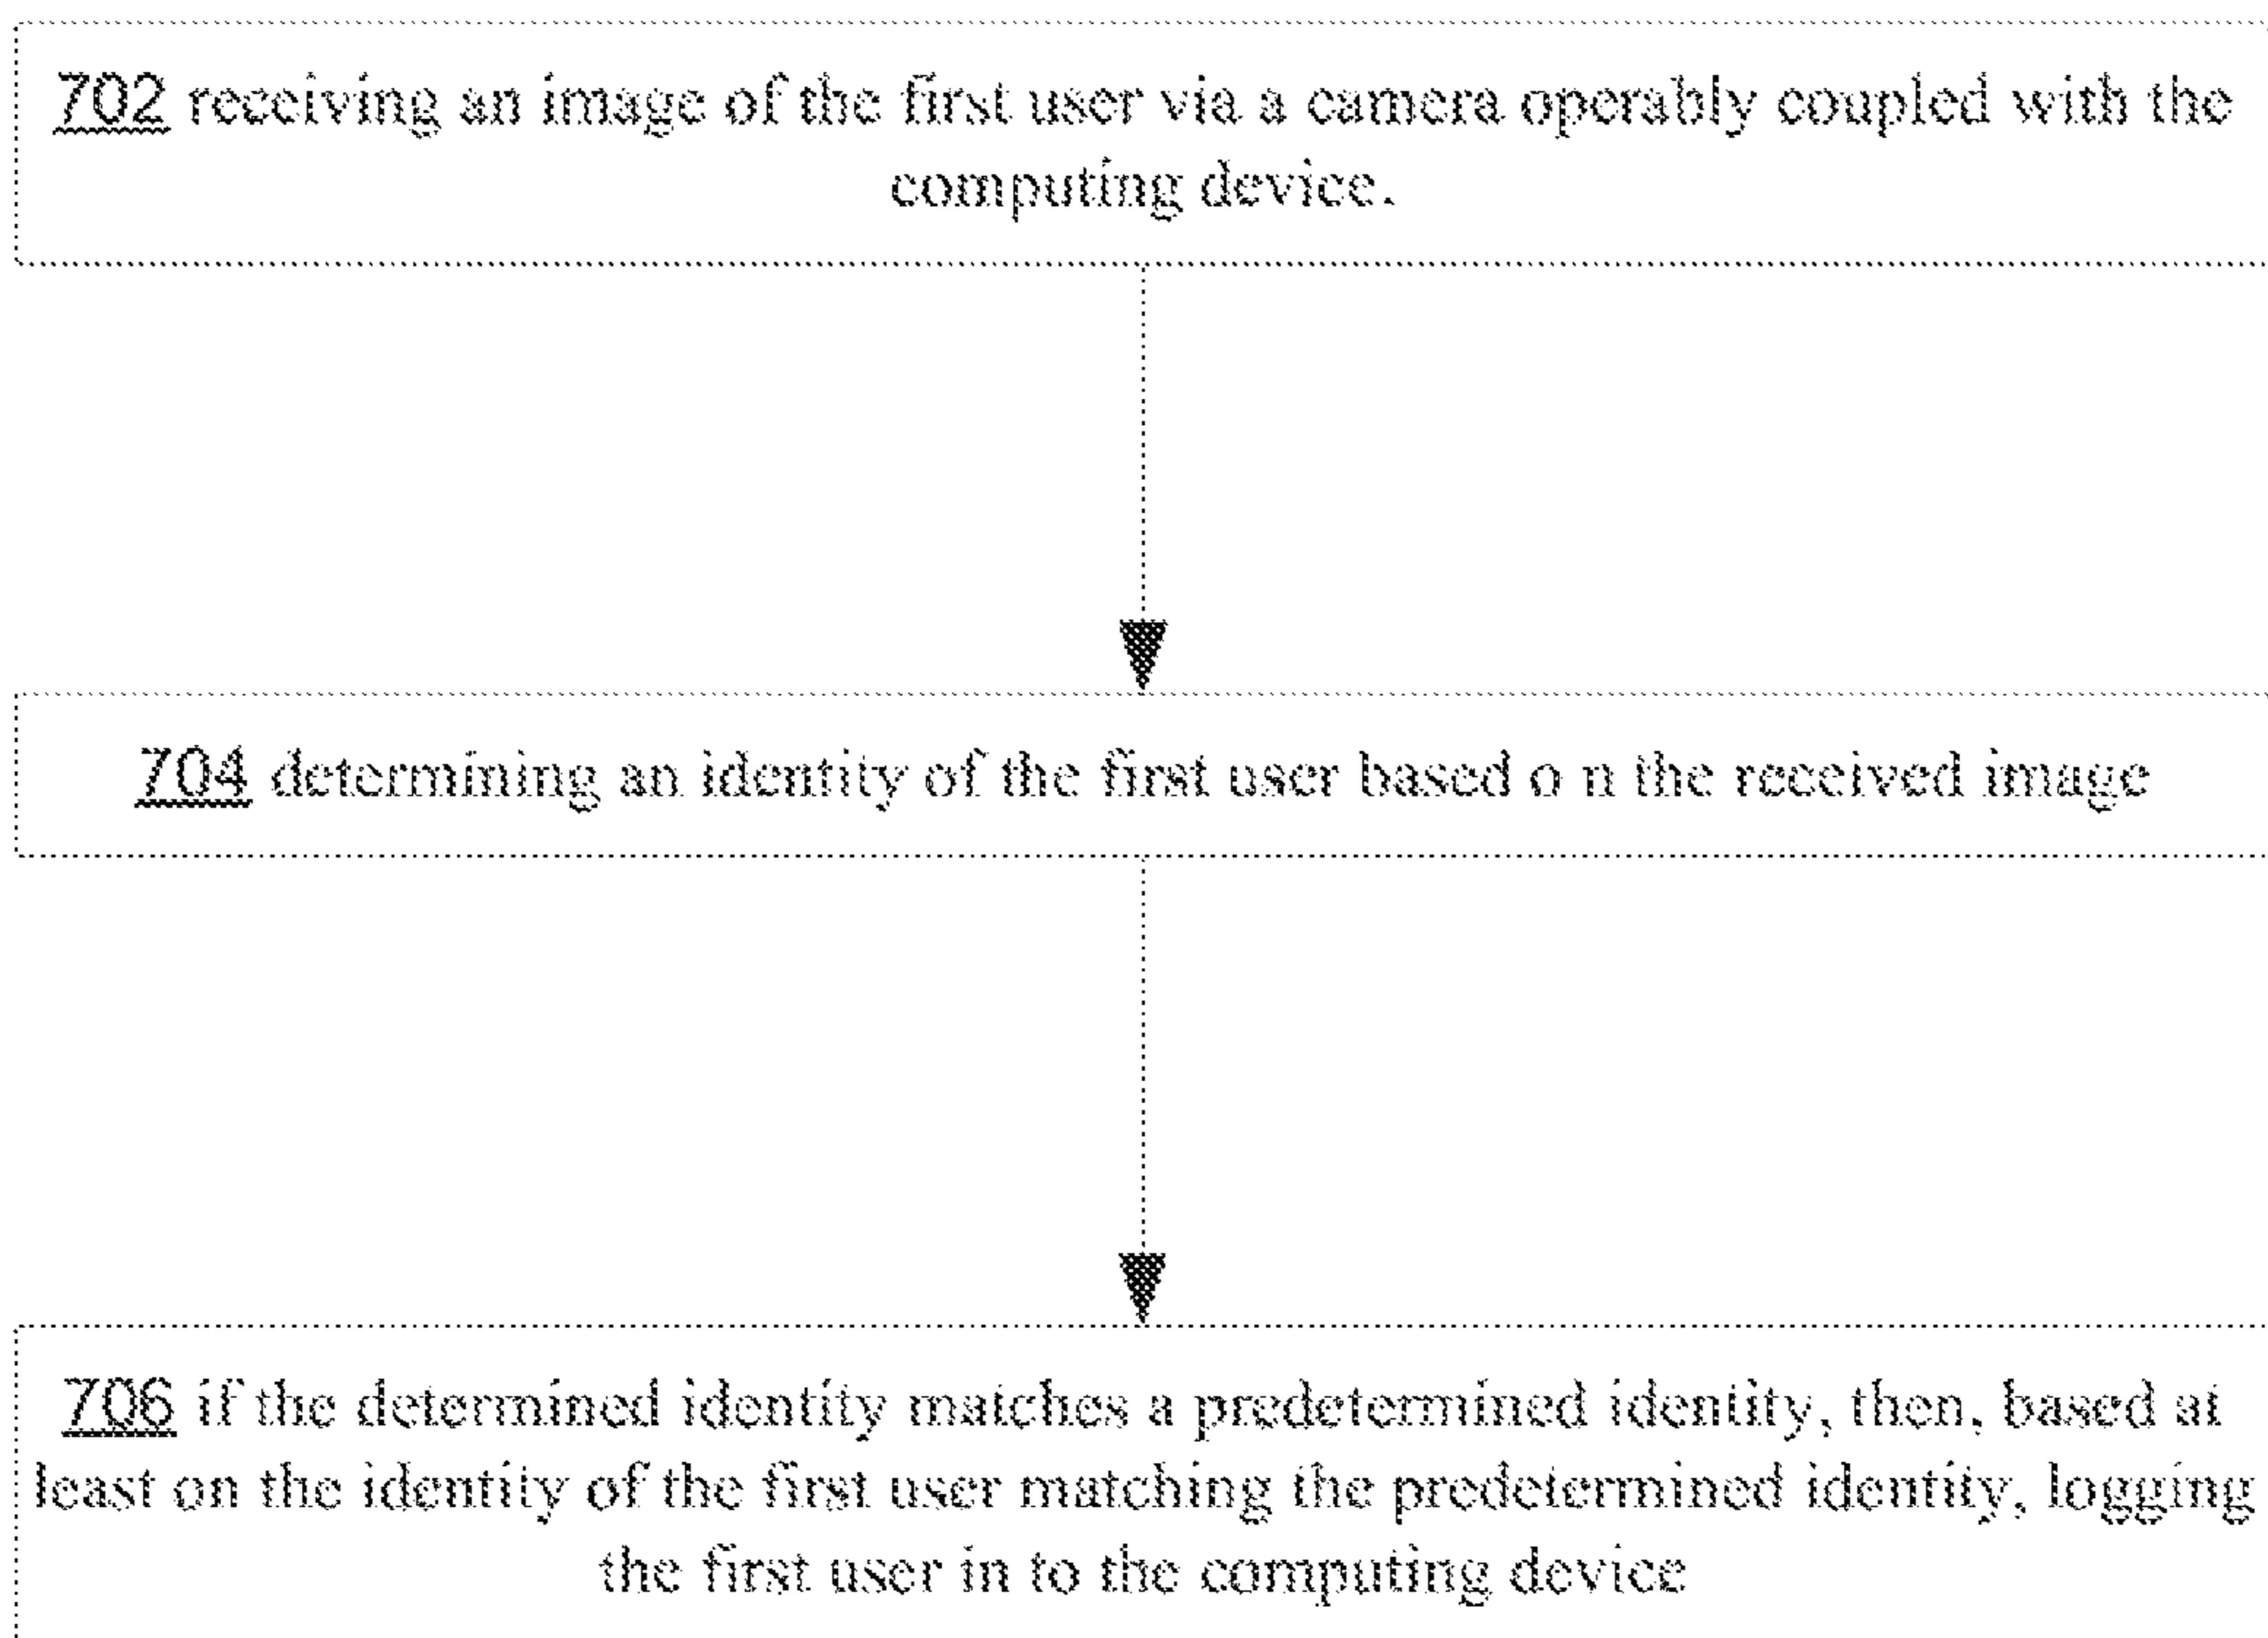 702 receiving an image of the first user via a camera operably coupled with the
computing device.
704 determining an identity of the first user based o n the received image
706 if the determined identity matches a predetermined identity, then, based at
least on the identity of the first user matching the predetermined identity, logging
the first user in to the computing device